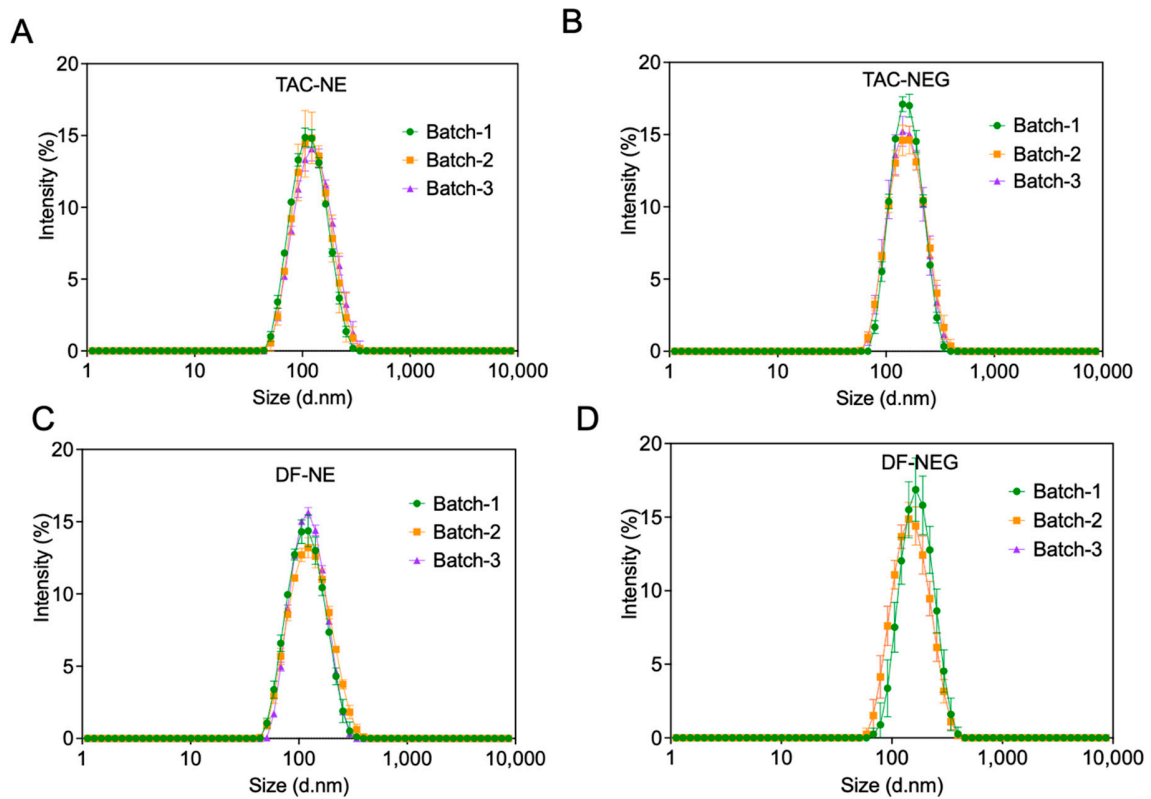 A
TAC-NE
Intensity (%)
20
15
10
5
0
Batch-1
Batch-2
Batch-3
1
10
100
1,000
10,000
Size (d.nm)
B
TAC-NEG
Intensity (%)
20
15
10
5
0
Batch-1
Batch-2
Batch-3
1
10
100
1,000
10,000
Size (d.nm)
C
DF-NE
Intensity (%)
20
15
10
5
0
Batch-1
Batch-2
Batch-3
1
10
100
1,000
10,000
Size (d.nm)
D
DF-NEG
Intensity (%)
20
15
10
5
0
Batch-1
Batch-2
Batch-3
1
10
100
1,000
10,000
Size (d.nm)